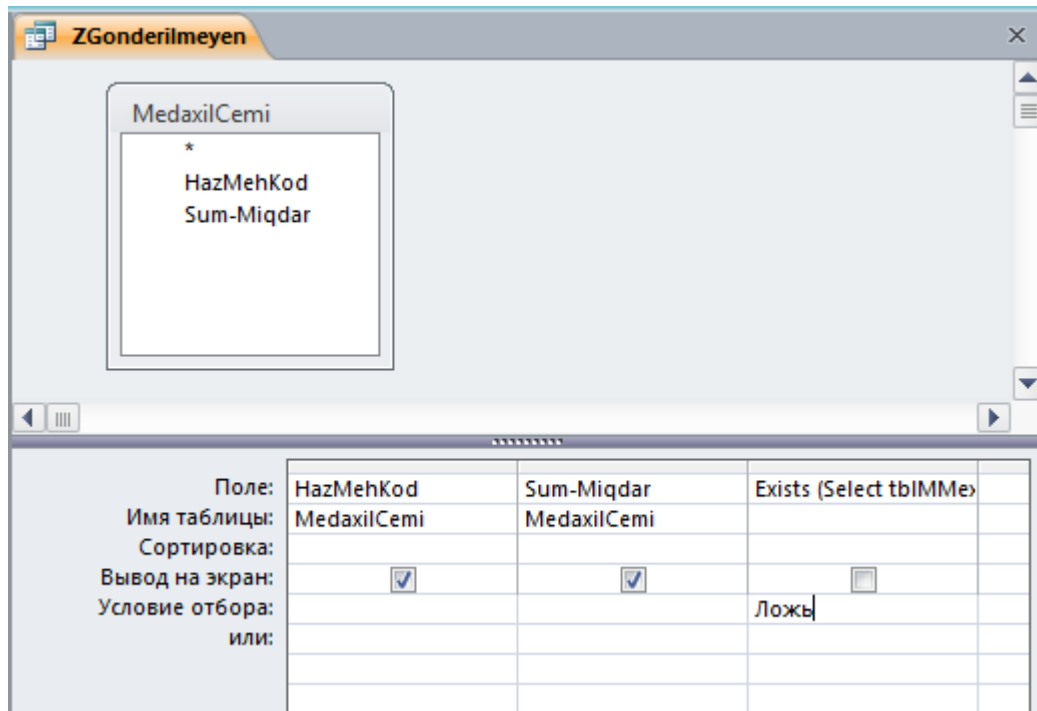 ZGonderilmeyen
MedaxilCemi
*
HazMehKod
Sum-Miqdar
Поле: HazMehKod Sum-Miqdar Exists (Select tblMMex
Имя таблицы: MedaxilCemi MedaxilCemi
Сортировка:
Вывод на экран:
Условие отбора: Ложь
или: